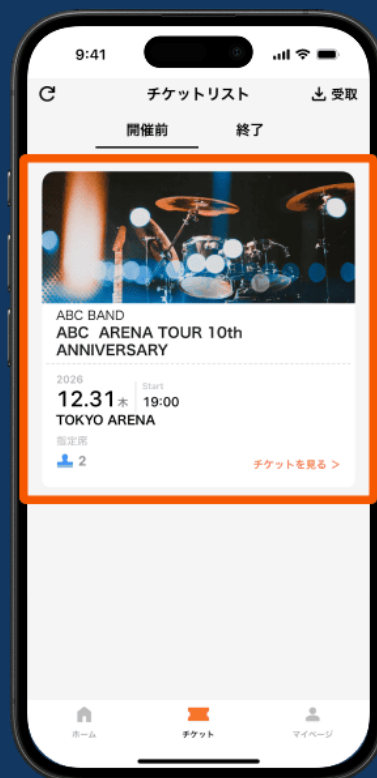 9:41
チケットリスト
受取
開催前
終了
ABC BAND
ABC ARENA TOUR 10th
ANNIVERSARY
2026
12.31 木
Start
19:00
TOKYO ARENA
指定席
2
チケットを見る >
ホーム
チケット
マイページ